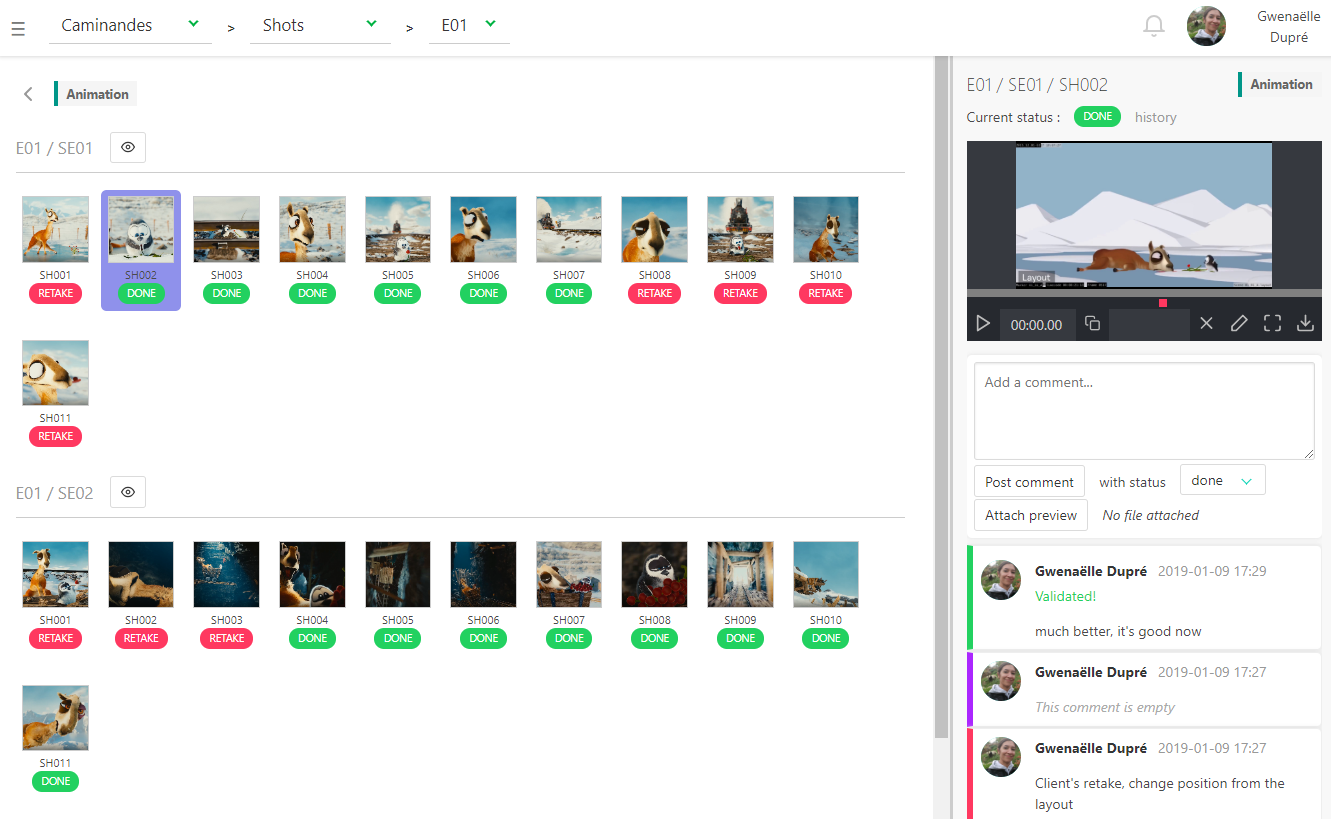 Caminandes > Shots > E01
Gwenaëlle
Dupré
Animation
E01 / SE01
SH001 SH002 SH003 SH004 SH005 SH006 SH007 SH008 SH009 SH010
RETAKE DONE DONE DONE DONE DONE DONE RETAKE RETAKE RETAKE
SH011
RETAKE
E01 / SE02
SH001 SH002 SH003 SH004 SH005 SH006 SH007 SH008 SH009 SH010
RETAKE RETAKE RETAKE DONE DONE DONE DONE DONE DONE DONE
SH011
DONE
E01 / SE01 / SH002 Animation
Current status : DONE history
Layout
00:00.00
Add a comment...
Post comment with status done
Attach preview No file attached
Gwenaëlle Dupré 2019-01-09 17:29
Validated!
much better, it's good now
Gwenaëlle Dupré 2019-01-09 17:27
This comment is empty
Gwenaëlle Dupré 2019-01-09 17:27
Client's retake, change position from the
layout